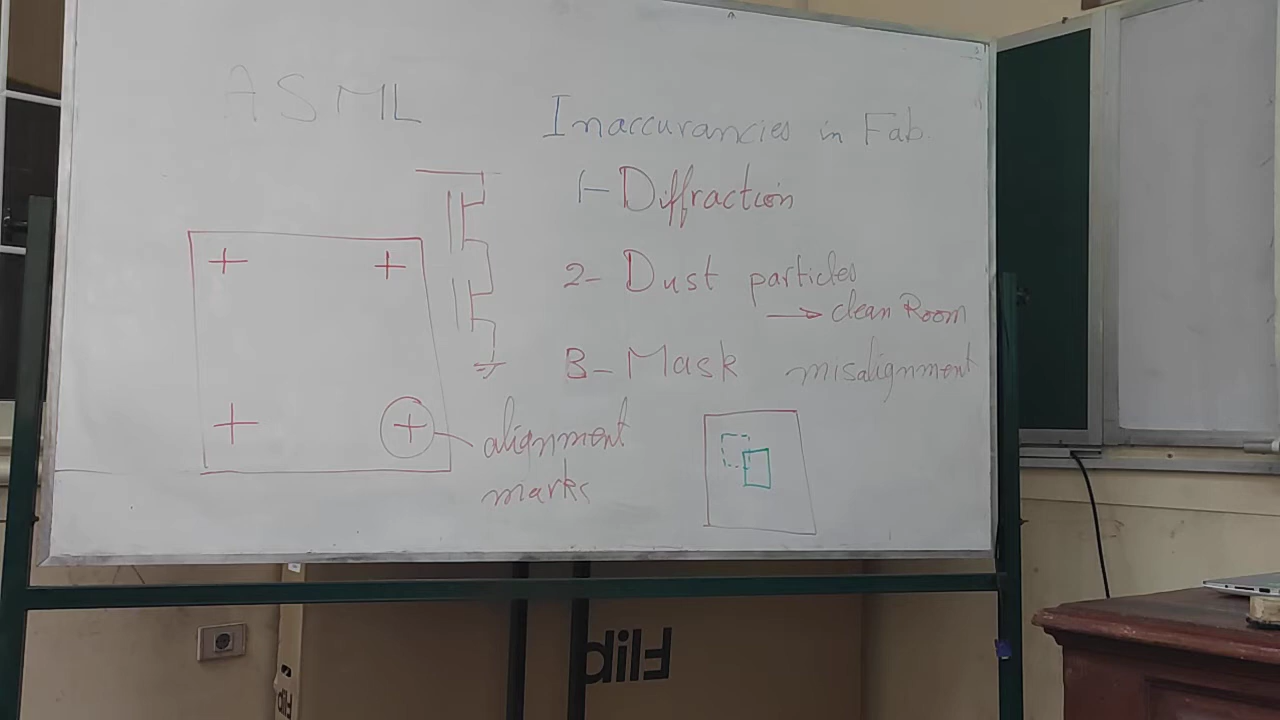 ASML
Inaccurancies in Fab.
1- Diffraction
2- Dust particles
→ clean Room
3- Mask misalignment
alignment
marks
Flip